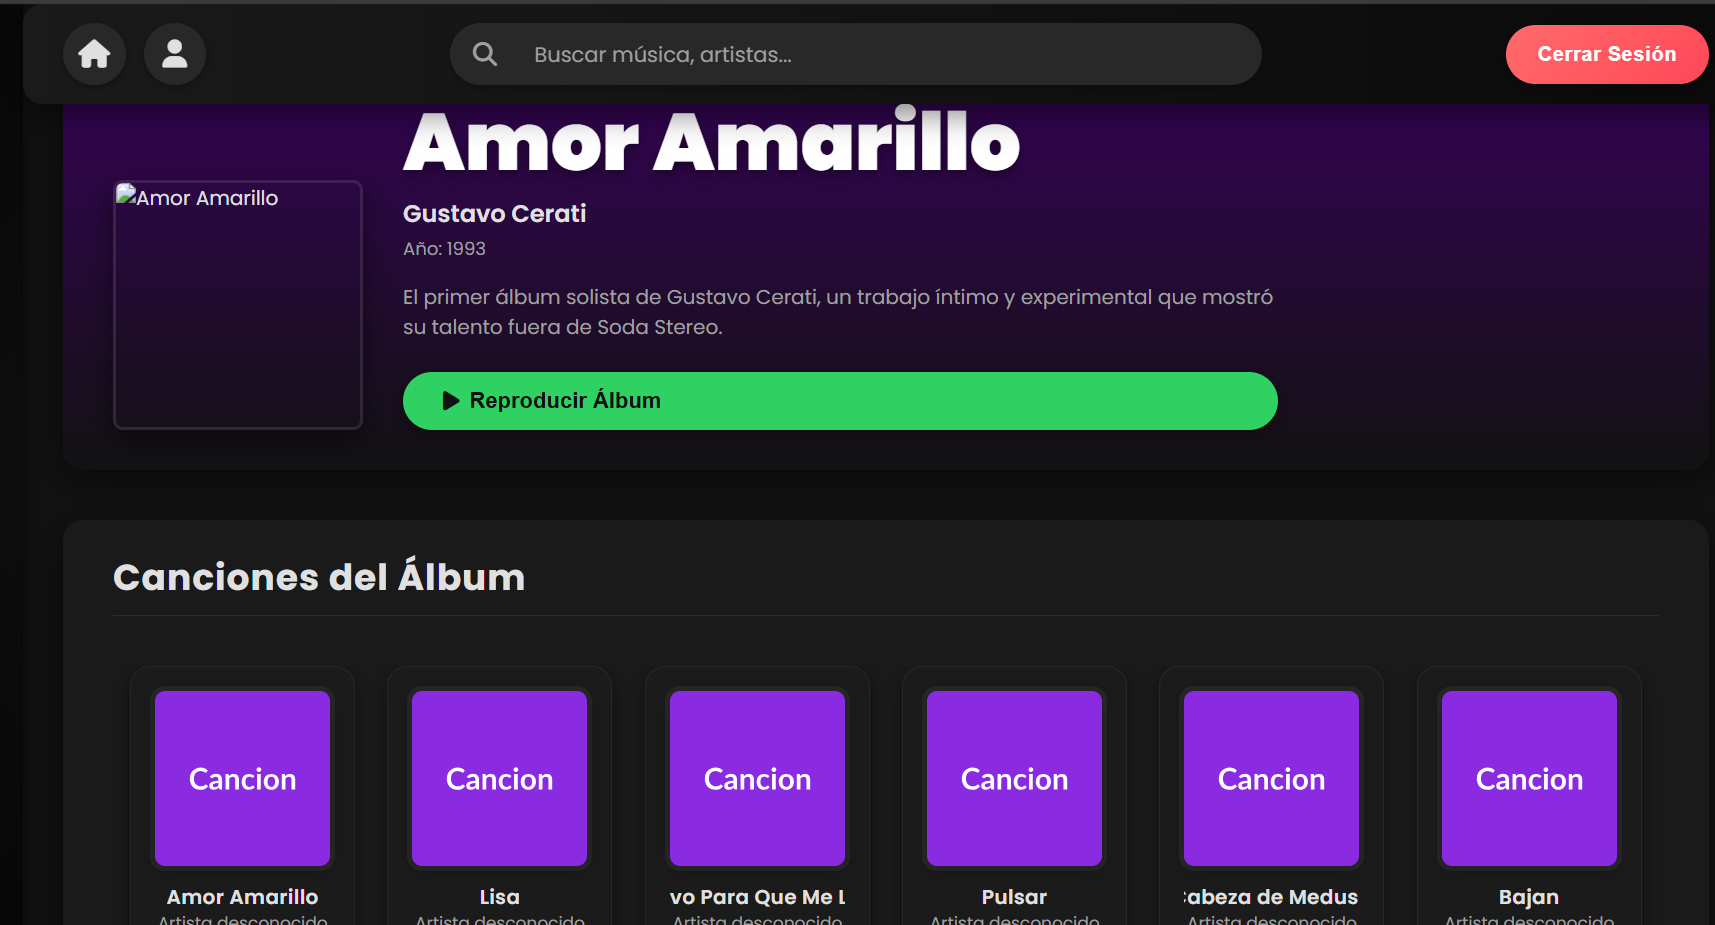 Buscar música, artistas...
Cerrar Sesión
Amor Amarillo
Amor Amarillo
Gustavo Cerati
Año: 1993
El primer álbum solista de Gustavo Cerati, un trabajo íntimo y experimental que mostró
su talento fuera de Soda Stereo.
Reproducir Álbum
Canciones del Álbum
Cancion Cancion Cancion Cancion Cancion Cancion
Amor Amarillo Lisa vo Para Que Me L Pulsar Cabeza de Medus Bajan
Artista desconocido Artista desconocido Artista desconocido Artista desconocido Artista desconocido Artista desconocido